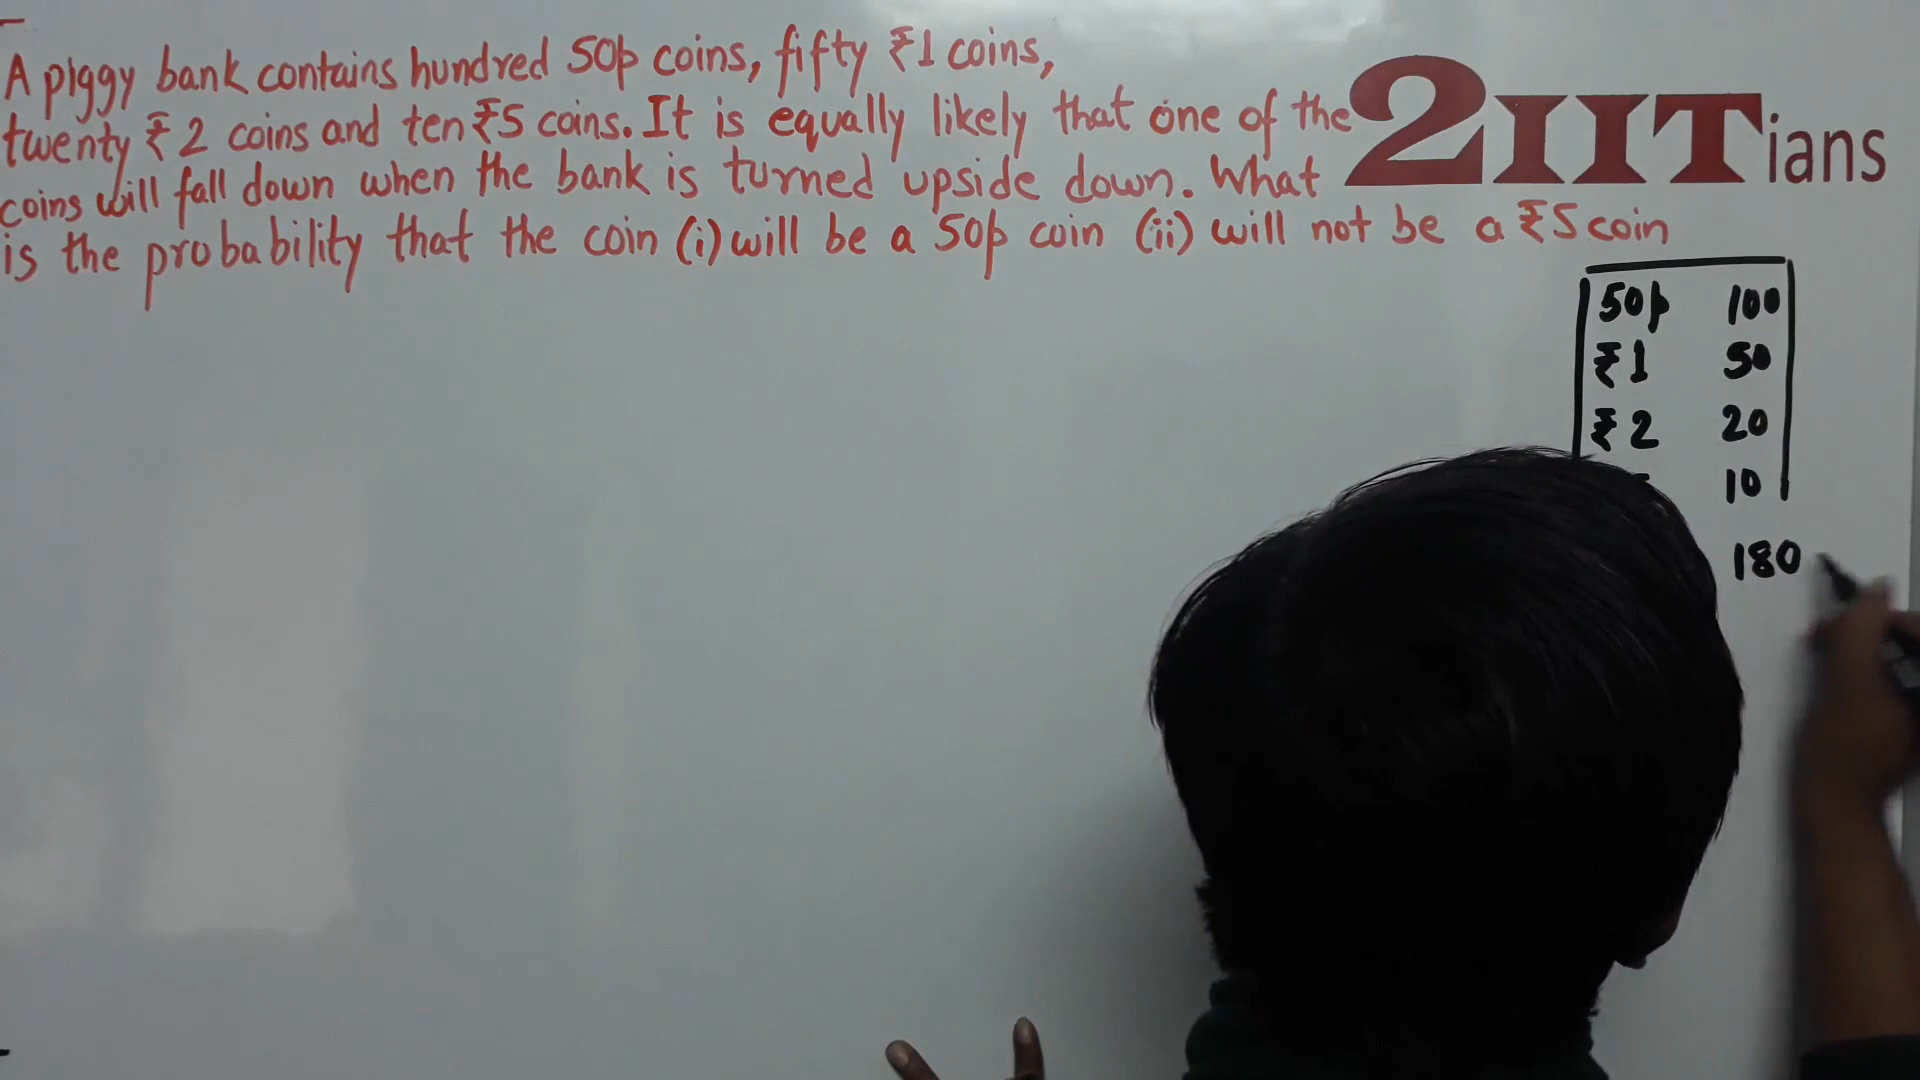 A piggy bank contains hundred 50p coins, fifty ₹1 coins,
twenty ₹2 coins and ten ₹5 coins. It is equally likely that one of the
coins will fall down when the bank is turned upside down. What
is the probability that the coin (i) will be a 50p coin (ii) will not be a ₹5 coin
2IITians
50p 100
₹1 50
₹2 20
10
180